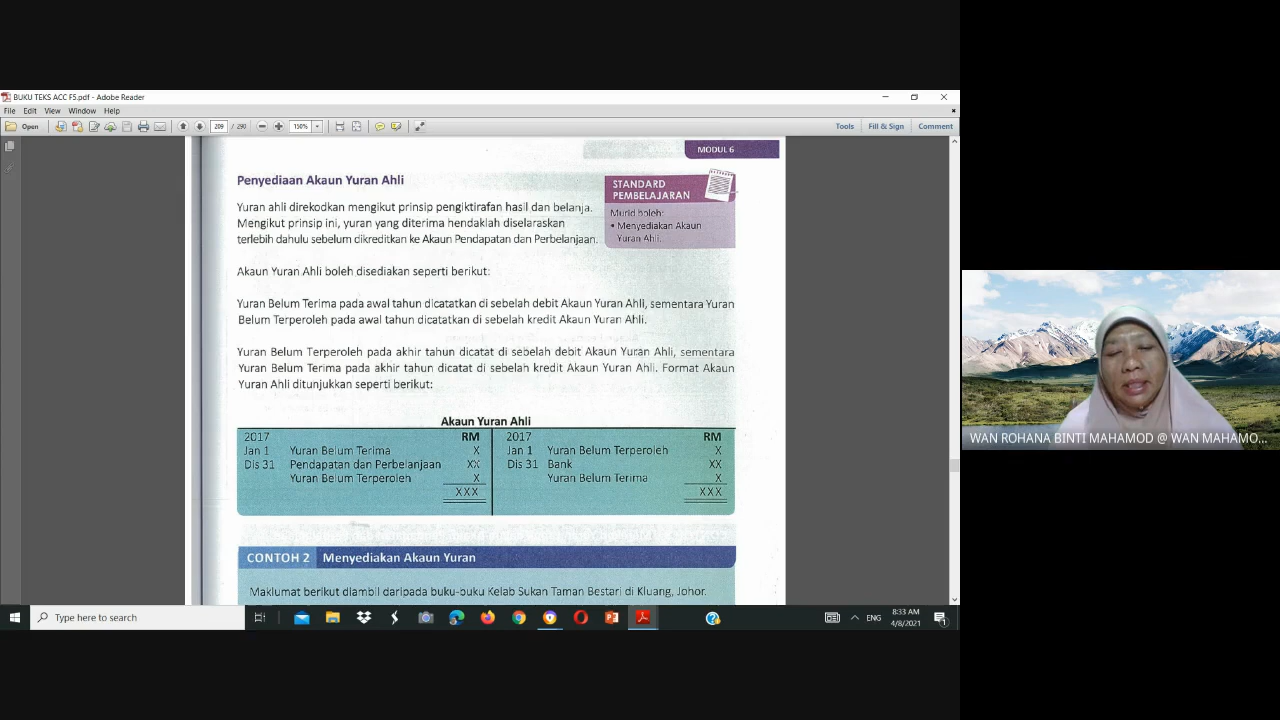 BUKU TEKS ACC F5.pdf - Adobe Reader
File Edit View Window Help
Open 209 / 290 150% Tools Fill & Sign Comment
MODUL 6
Penyediaan Akaun Yuran Ahli
STANDARD
PEMBELAJARAN
Murid boleh:
• Menyediakan Akaun
Yuran Ahli.
Yuran ahli direkodkan mengikut prinsip pengiktirafan hasil dan belanja.
Mengikut prinsip ini, yuran yang diterima hendaklah diselaraskan
terlebih dahulu sebelum dikreditkan ke Akaun Pendapatan dan Perbelanjaan.
Akaun Yuran Ahli boleh disediakan seperti berikut:
Yuran Belum Terima pada awal tahun dicatatkan di sebelah debit Akaun Yuran Ahli, sementara Yuran
Belum Terperoleh pada awal tahun dicatatkan di sebelah kredit Akaun Yuran Ahli.
Yuran Belum Terperoleh pada akhir tahun dicatat di sebelah debit Akaun Yuran Ahli, sementara
Yuran Belum Terima pada akhir tahun dicatat di sebelah kredit Akaun Yuran Ahli. Format Akaun
Yuran Ahli ditunjukkan seperti berikut:
Akaun Yuran Ahli
2017 RM 2017 RM
Jan 1 Yuran Belum Terima X Jan 1 Yuran Belum Terperoleh X
Dis 31 Pendapatan dan Perbelanjaan XX Dis 31 Bank XX
Yuran Belum Terperoleh X Yuran Belum Terima X
XXX XXX
CONTOH 2 Menyediakan Akaun Yuran
Maklumat berikut diambil daripada buku-buku Kelab Sukan Taman Bestari di Kluang, Johor.
WAN ROHANA BINTI MAHAMOD @ WAN MAHAMO...
Type here to search
ENG
8:33 AM
4/8/2021
1